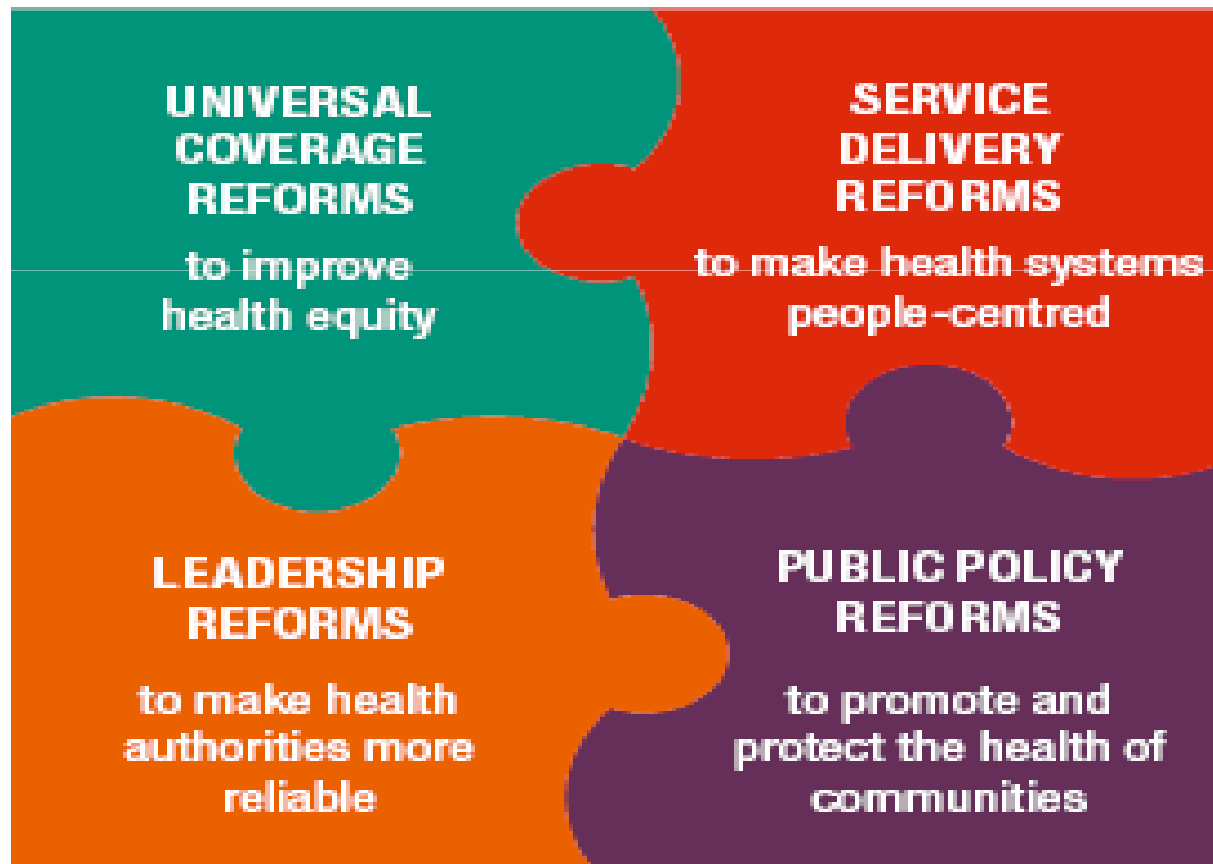 UNIVERSAL
COVERAGE
REFORMS
to improve
health equity
SERVICE
DELIVERY
REFORMS
to make health systems
people-centred
LEADERSHIP
REFORMS
to make health
authorities more
reliable
PUBLIC POLICY
REFORMS
to promote and
protect the health of
communities